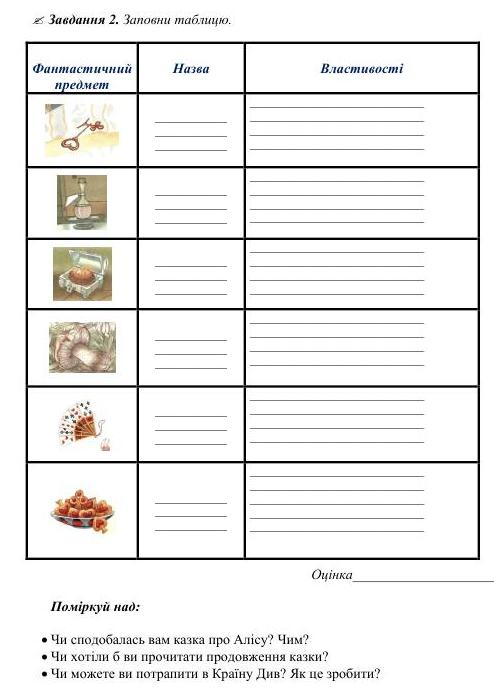 ✍ Завдання 2. Заповни таблицю.
Фантастичний предмет
Назва
Властивості
Оцінка
Поміркуй над:
• Чи сподобалась вам казка про Алісу? Чим?
• Чи хотіли б ви прочитати продовження казки?
• Чи можете ви потрапити в Країну Див? Як це зробити?